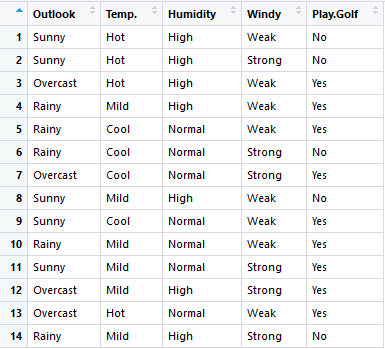 Outlook Temp. Humidity Windy Play.Golf
1 Sunny Hot High Weak No
2 Sunny Hot High Strong No
3 Overcast Hot High Weak Yes
4 Rainy Mild High Weak Yes
5 Rainy Cool Normal Weak Yes
6 Rainy Cool Normal Strong No
7 Overcast Cool Normal Strong Yes
8 Sunny Mild High Weak No
9 Sunny Cool Normal Weak Yes
10 Rainy Mild Normal Weak Yes
11 Sunny Mild Normal Strong Yes
12 Overcast Mild High Strong Yes
13 Overcast Hot Normal Weak Yes
14 Rainy Mild High Strong No